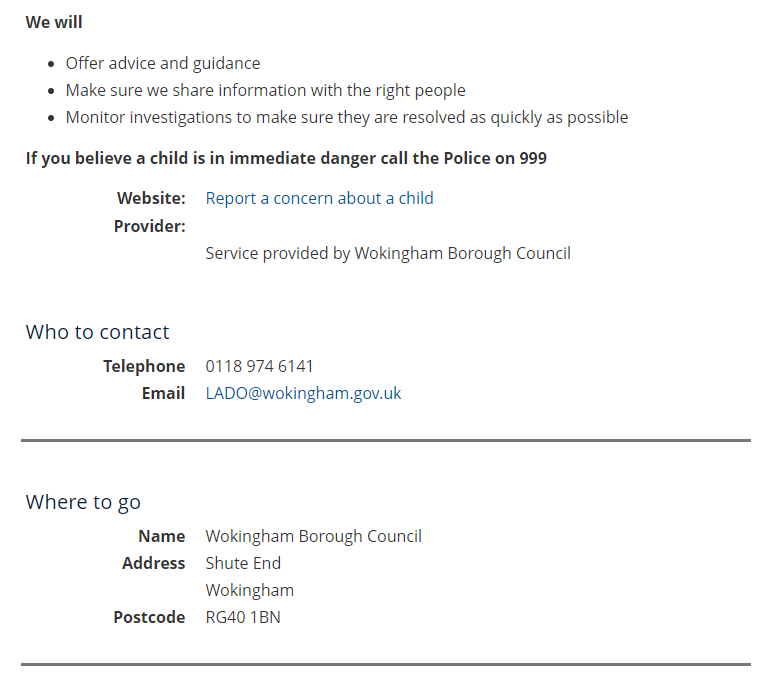 We will
Offer advice and guidance
Make sure we share information with the right people
Monitor investigations to make sure they are resolved as quickly as possible
If you believe a child is in immediate danger call the Police on 999
Website: Report a concern about a child
Provider:
Service provided by Wokingham Borough Council
Who to contact
Telephone 0118 974 6141
Email LADO@wokingham.gov.uk
Where to go
Name Wokingham Borough Council
Address Shute End
Wokingham
Postcode RG40 1BN